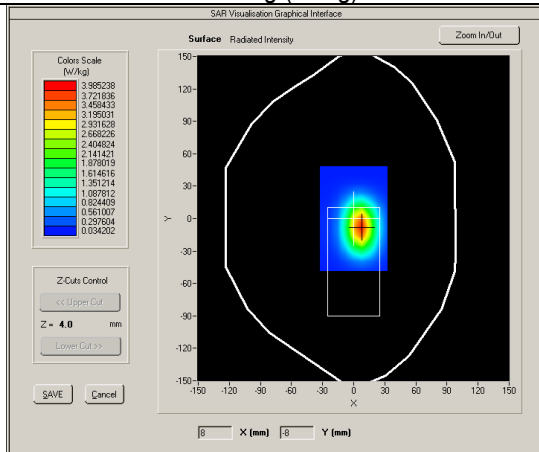 SAR Visualisation Graphical Interface
Surface Radiated Intensity
Zoom In/Out
Colors Scale
(W/kg)
3.985238
3.721836
3.458433
3.195031
2.931628
2.668226
2.404824
2.141421
1.878019
1.614616
1.351214
1.087812
0.824409
0.561007
0.297604
0.034202
Z-Cuts Control
<< Upper Cut
Z = 4.0 mm
Lower Cut >>
SAVE Cancel
150
120
90
60
30
0
-30
-60
-90
-120
-150
Y
-150 -120 -90 -60 -30 0 30 60 90 120 150
X
8 X (mm) -8 Y (mm)